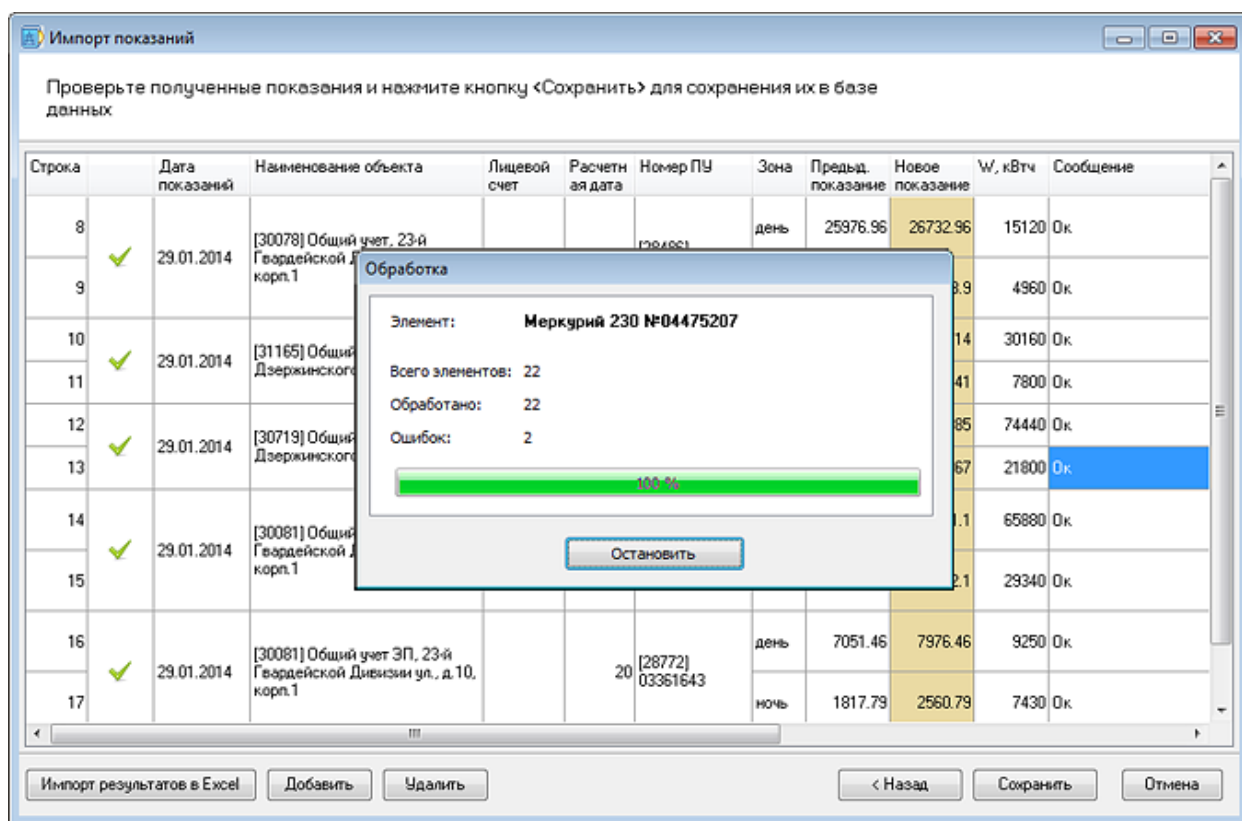 Импорт показаний
Проверьте полученные показания и нажмите кнопку <Сохранить> для сохранения их в базе
данных
Строка Дата показаний Наименование объекта Лицевой счет Расчетн ая дата Номер ПУ Зона Предыд. показание Новое показание W, кВтч Сообщение
8 день 25976.96 26732.96 15120 Ок
29.01.2014 [30078] Общий учет, 23-й
Гвардейской
корп.1
9 4960 Ок
10 30160 Ок
29.01.2014 [31165] Общий
Дзержинского
11 7800 Ок
12 74440 Ок
29.01.2014 [30719] Общий
Дзержинского
13 21800 Ок
14 65880 Ок
29.01.2014 [30081] Общий
Гвардейской
корп.1
15 29340 Ок
Обработка
Элемент: Меркурий 230 №04475207
Всего элементов: 22
Обработано: 22
Ошибок: 2
100 %
Остановить
16 день 7051.46 7976.46 9250 Ок
29.01.2014 [30081] Общий учет ЭП, 23-й
Гвардейской Дивизии ул., д.10,
корп.1
20 [28772]
03361643
17 ночь 1817.79 2560.79 7430 Ок
Импорт результатов в Excel Добавить Удалить < Назад Сохранить Отмена